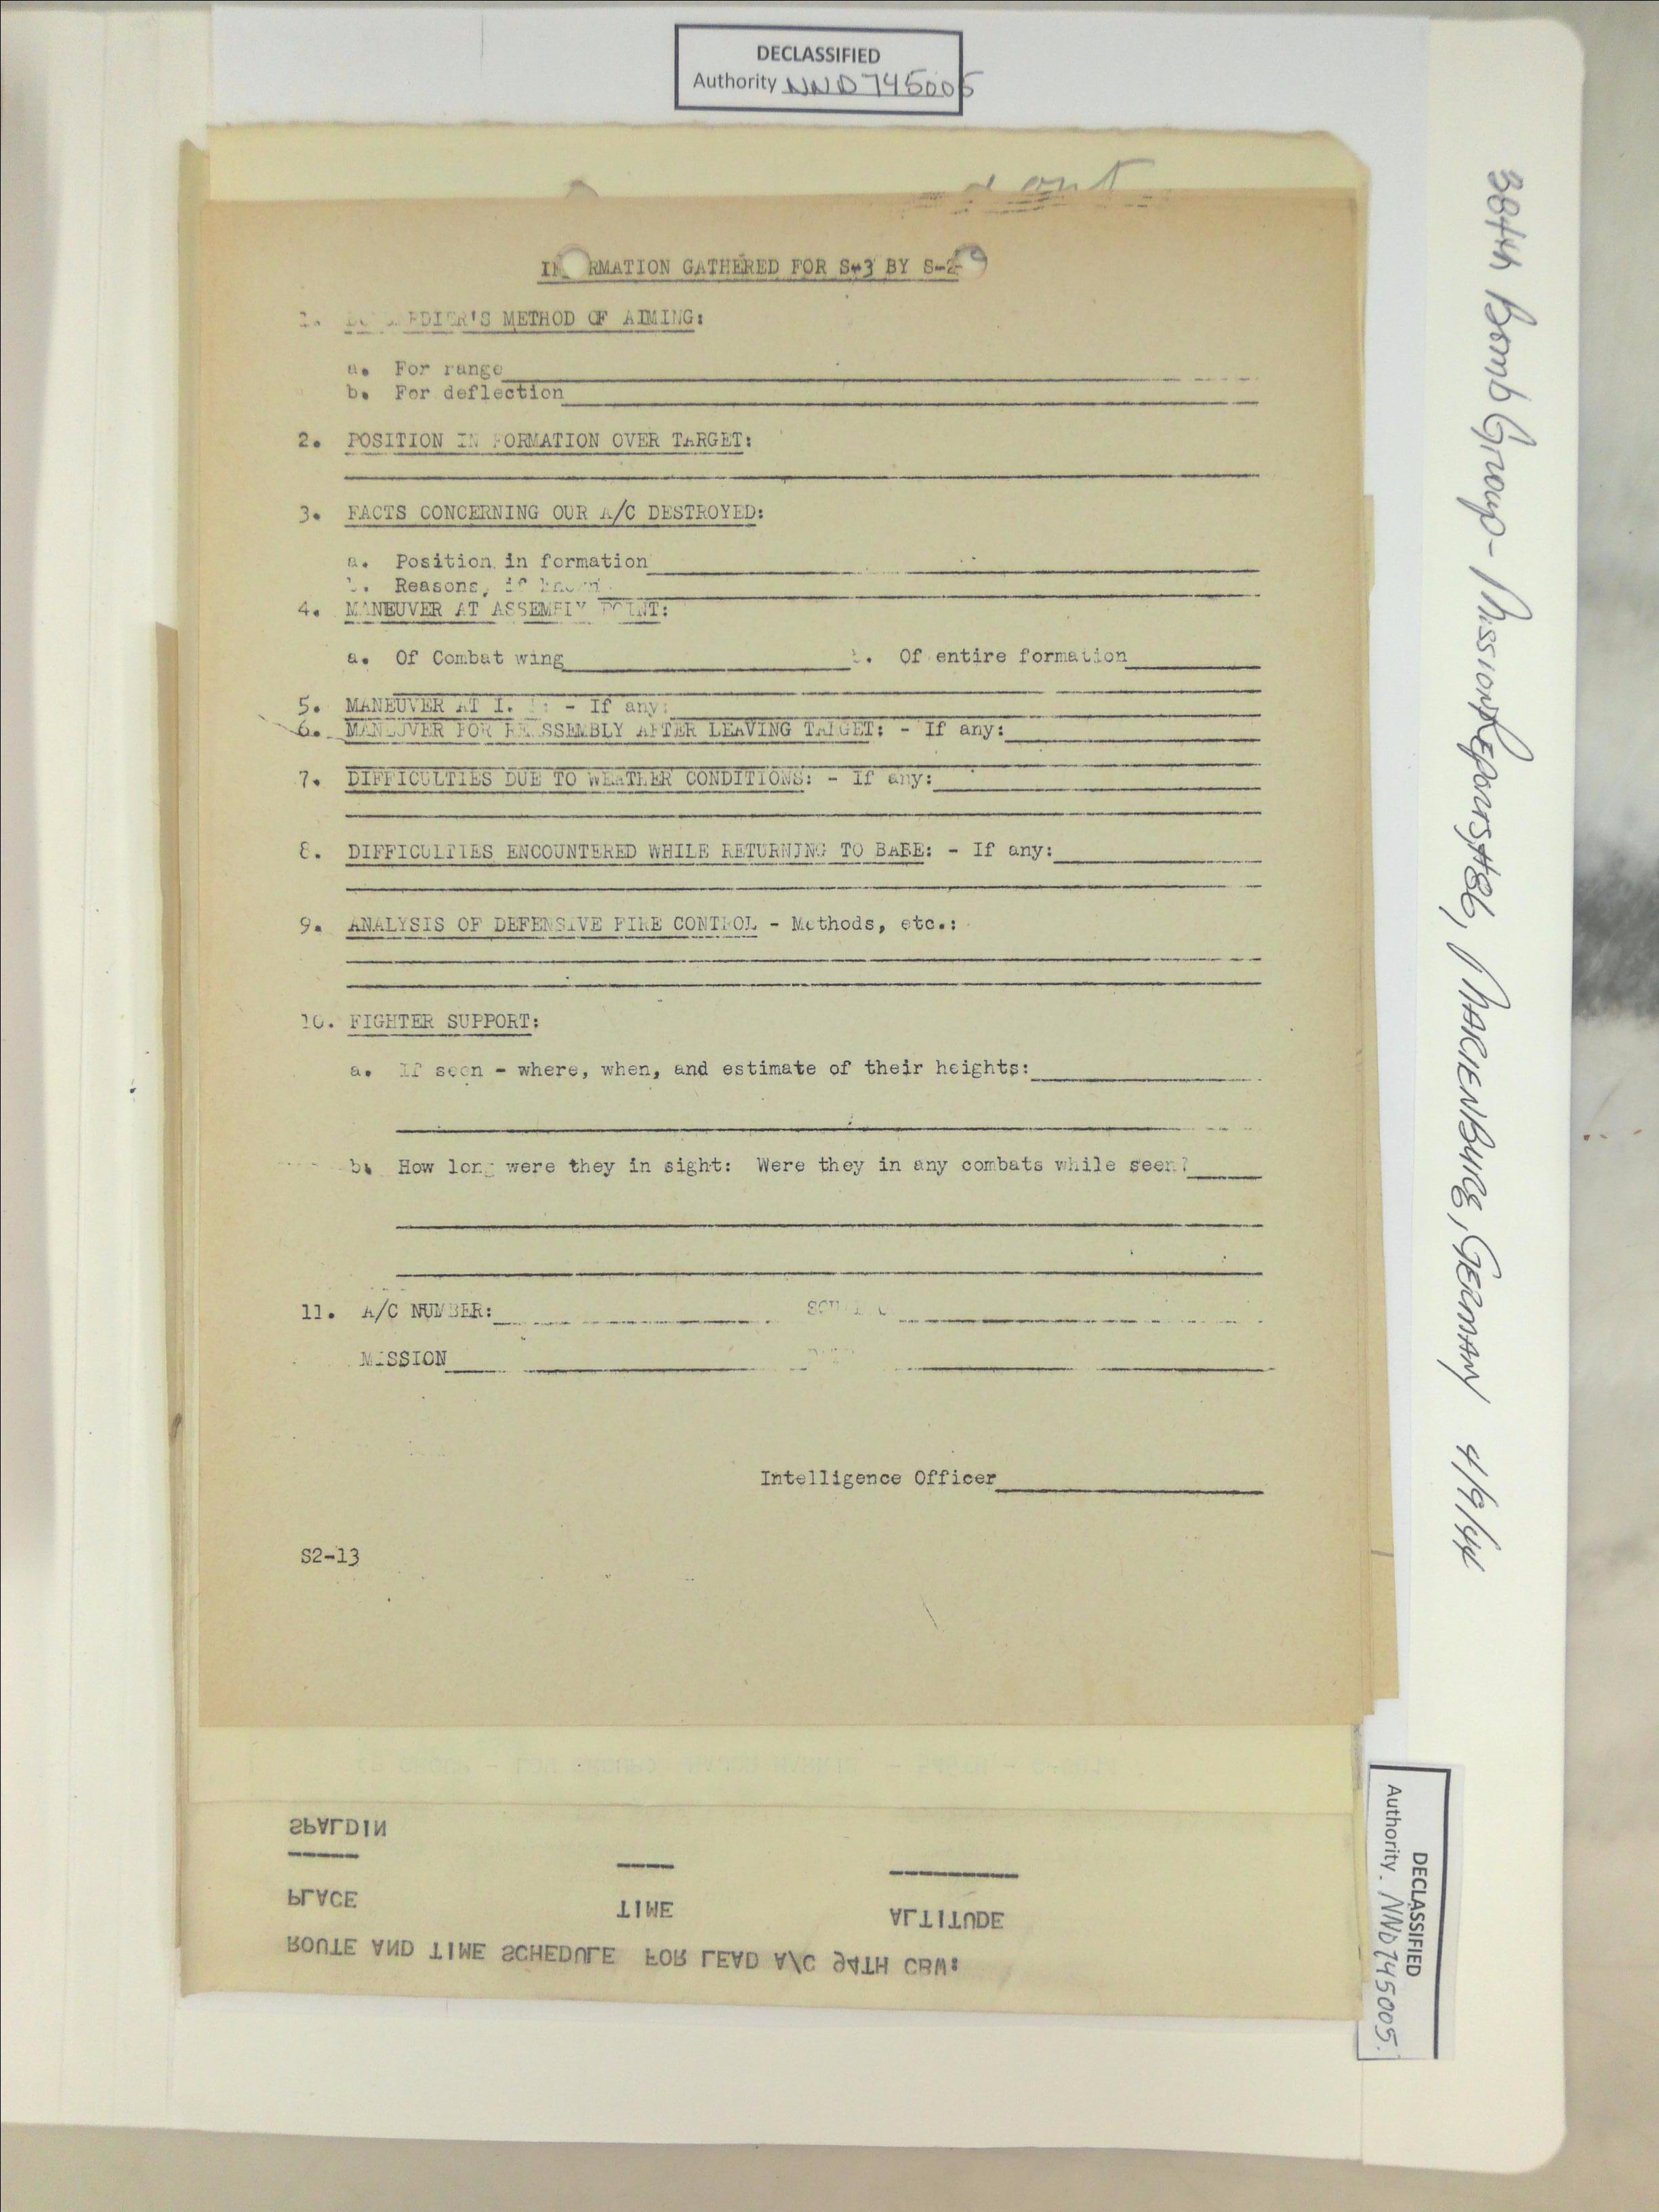 DECLASSIFIED
Authority NND 745005
RMATION GATHERED FOR S-3 BY S-2
METHOD OF AIMING:
a. For range
b. For deflection
2. POSITION IN FORMATION OVER TARGET:
3. FACTS CONCERNING OUR A/C DESTROYED:
a. Position in formation
Reasons, if known
4. MANEUVER AT ASSEMBLY POINT:
a. Of Combat wing b. Of entire formation
5. MANEUVER AT I. - If any:
6. MANEUVER FOR REASSEMBLY AFTER LEAVING TARGET: - If any:
7. DIFFICULTIES DUE TO WEATHER CONDITIONS: - If any:
8. DIFFICULTIES ENCOUNTERED WHILE RETURNING TO BASE: - If any:
9. ANALYSIS OF DEFENSIVE FIRE CONTROL - Methods, etc.:
10. FIGHTER SUPPORT:
a. If seen - where, when, and estimate of their heights:
b. How long were they in sight: Were they in any combats while seen?
11. A/C NUMBER:
MISSION
Intelligence Officer
S2-13
SPALDIN
PLACE TIME ALTITUDE
ROUTE AND TIME SCHEDULE FOR LEAD A/C 94TH CBW:
384th Bomb Group - Mission Reports #86, MARIENBURG, GERMANY 4/9/44
DECLASSIFIED
Authority NND745005